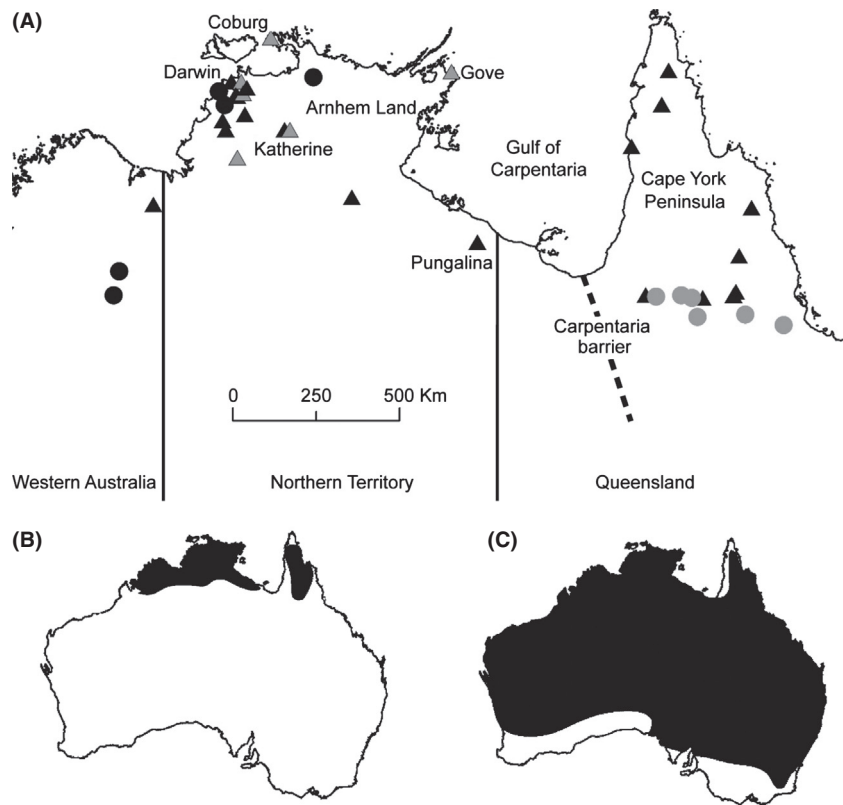 (A)
Coburg
Darwin
Gove
Arnhem Land
Katherine
Gulf of
Carpentaria
Cape York
Peninsula
Pungalina
Carpentaria
barrier
0 250 500 Km
Western Australia
Northern Territory
Queensland
(B)
(C)